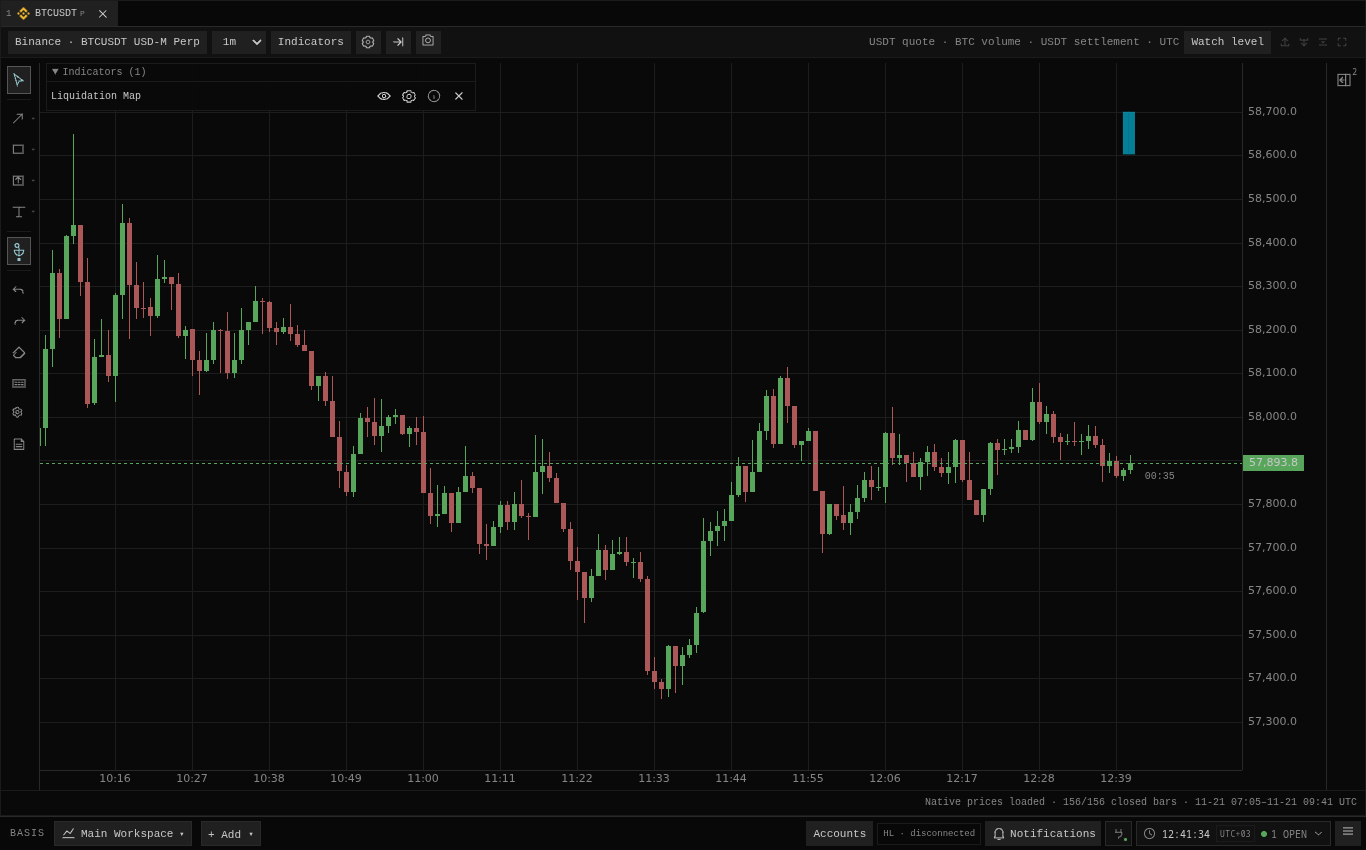 1 BTCUSDT P
Binance · BTCUSDT USD-M Perp 1m Indicators USDT quote · BTC volume · USDT settlement · UTC Watch level
▼ Indicators (1)
Liquidation Map
2
58,700.0
58,600.0
58,500.0
58,400.0
58,300.0
58,200.0
58,100.0
58,000.0
57,893.8
00:35
57,800.0
57,700.0
57,600.0
57,500.0
57,400.0
57,300.0
10:16 10:27 10:38 10:49 11:00 11:11 11:22 11:33 11:44 11:55 12:06 12:17 12:28 12:39
Native prices loaded · 156/156 closed bars · 11-21 07:05–11-21 09:41 UTC
BASIS Main Workspace ▾ + Add ▾ Accounts HL · disconnected Notifications 12:41:34 UTC+03 1 OPEN